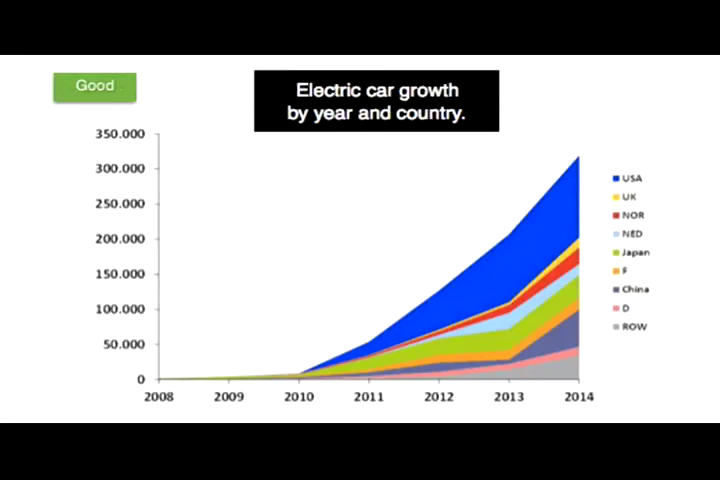 Good
Electric car growth
by year and country.
350.000
300.000
250.000
200.000
150.000
100.000
50.000
0
2008 2009 2010 2011 2012 2013 2014
USA
UK
NOR
NED
Japan
F
China
D
ROW